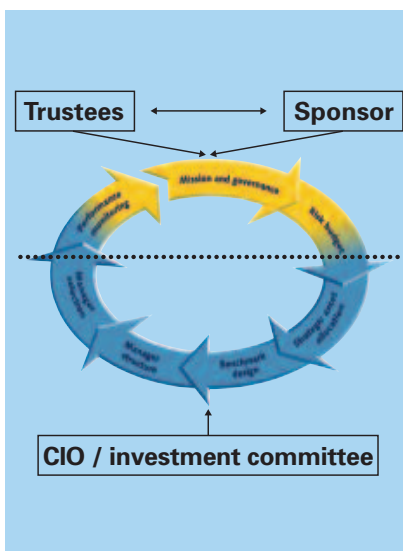 Trustees
Sponsor
Mission and governance
Risk budget
Performance
monitoring
Strategic asset
allocation
Manager
selection
Benchmark
design
Manager
structure
CIO / investment committee